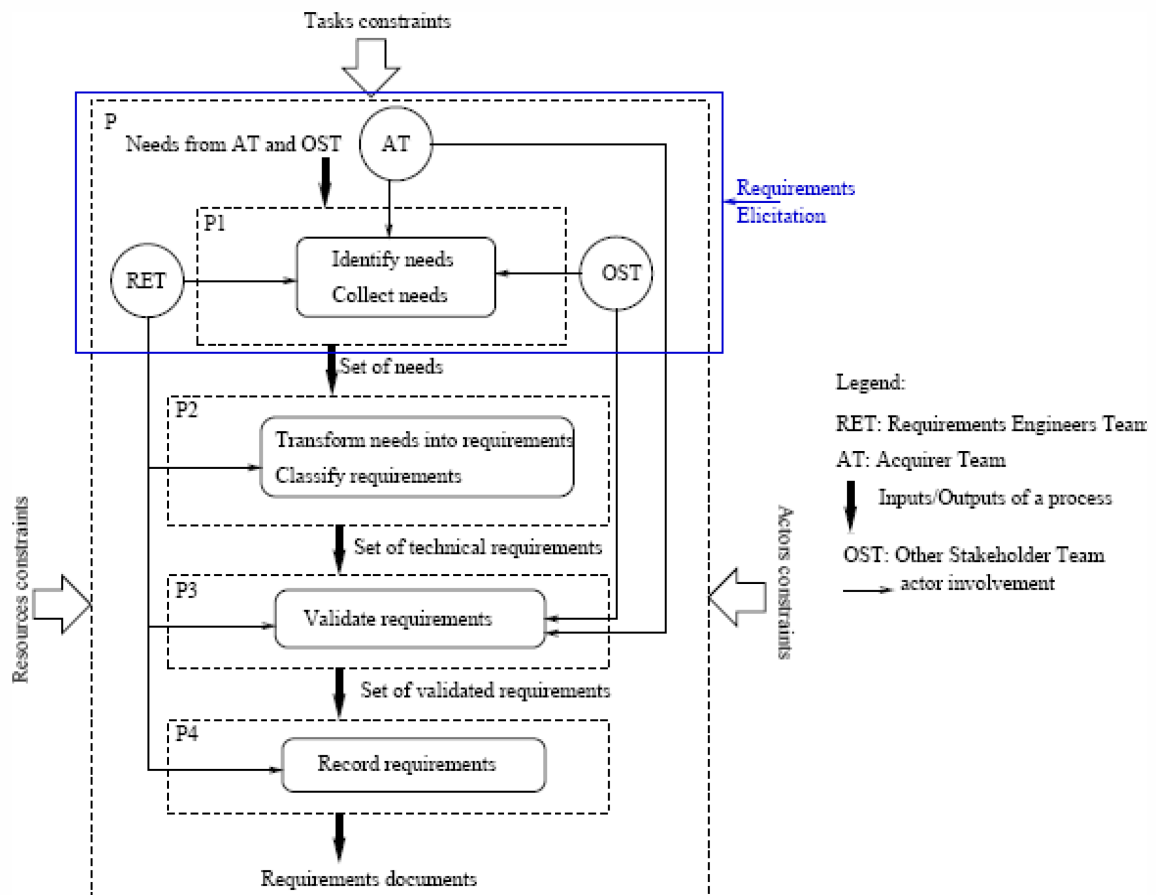 Tasks constraints
P
Needs from AT and OST
AT
Requirements
Elicitation
P1
Identify needs
Collect needs
RET
OST
Set of needs
P2
Transform needs into requirements
Classify requirements
Set of technical requirements
P3
Validate requirements
Set of validated requirements
P4
Record requirements
Requirements documents
Resources constraints
Actors constraints
Legend:
RET: Requirements Engineers Team
AT: Acquirer Team
Inputs/Outputs of a process
OST: Other Stakeholder Team
actor involvement